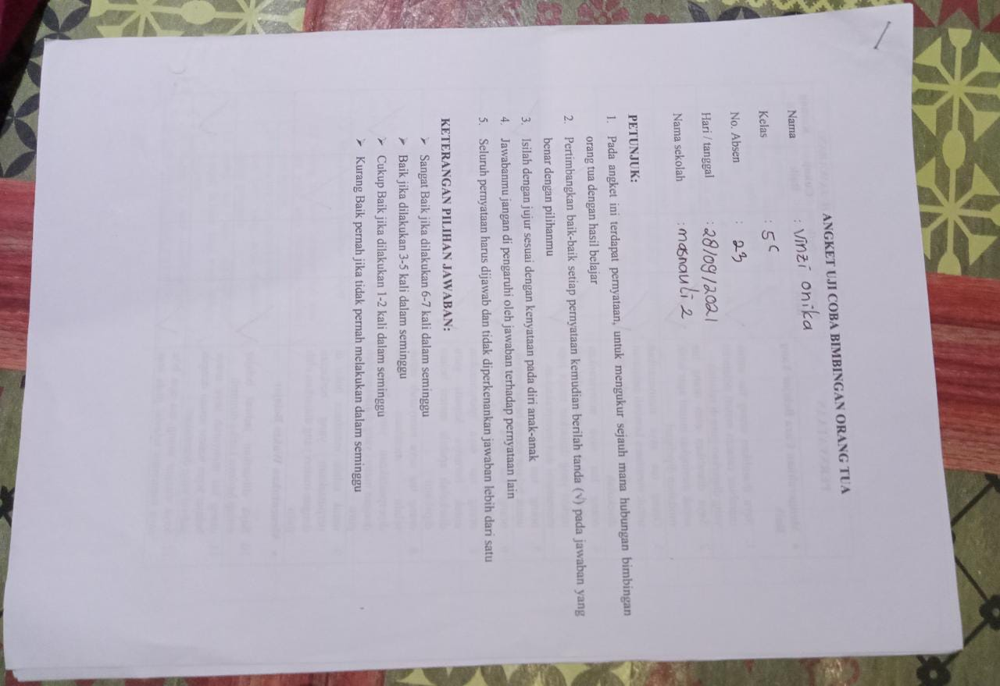 ANGKET UJI COBA BIMBINGAN ORANG TUA
Nama : Vinzi onika
Kelas : 5c
No. Absen : 23
Hari / tanggal : 28/09/2021
Nama sekolah : masnauli 2
PETUNJUK:
1. Pada angket ini terdapat pernyataan, untuk mengukur sejauh mana hubungan bimbingan
orang tua dengan hasil belajar
2. Pertimbangkan baik-baik setiap pernyataan kemudian berilah tanda (√) pada jawaban yang
benar dengan pilihanmu
3. Isilah dengan jujur sesuai dengan kenyataan pada diri anak-anak
4. Jawabanmu jangan di pengaruhi oleh jawaban terhadap pernyataan lain
5. Seluruh pernyataan harus dijawab dan tidak diperkenankan jawaban lebih dari satu
KETERANGAN PILIHAN JAWABAN:
➢ Sangat Baik jika dilakukan 6-7 kali dalam seminggu
➢ Baik jika dilakukan 3-5 kali dalam seminggu
➢ Cukup Baik jika dilakukan 1-2 kali dalam seminggu
➢ Kurang Baik pernah jika tidak pernah melakukan dalam seminggu